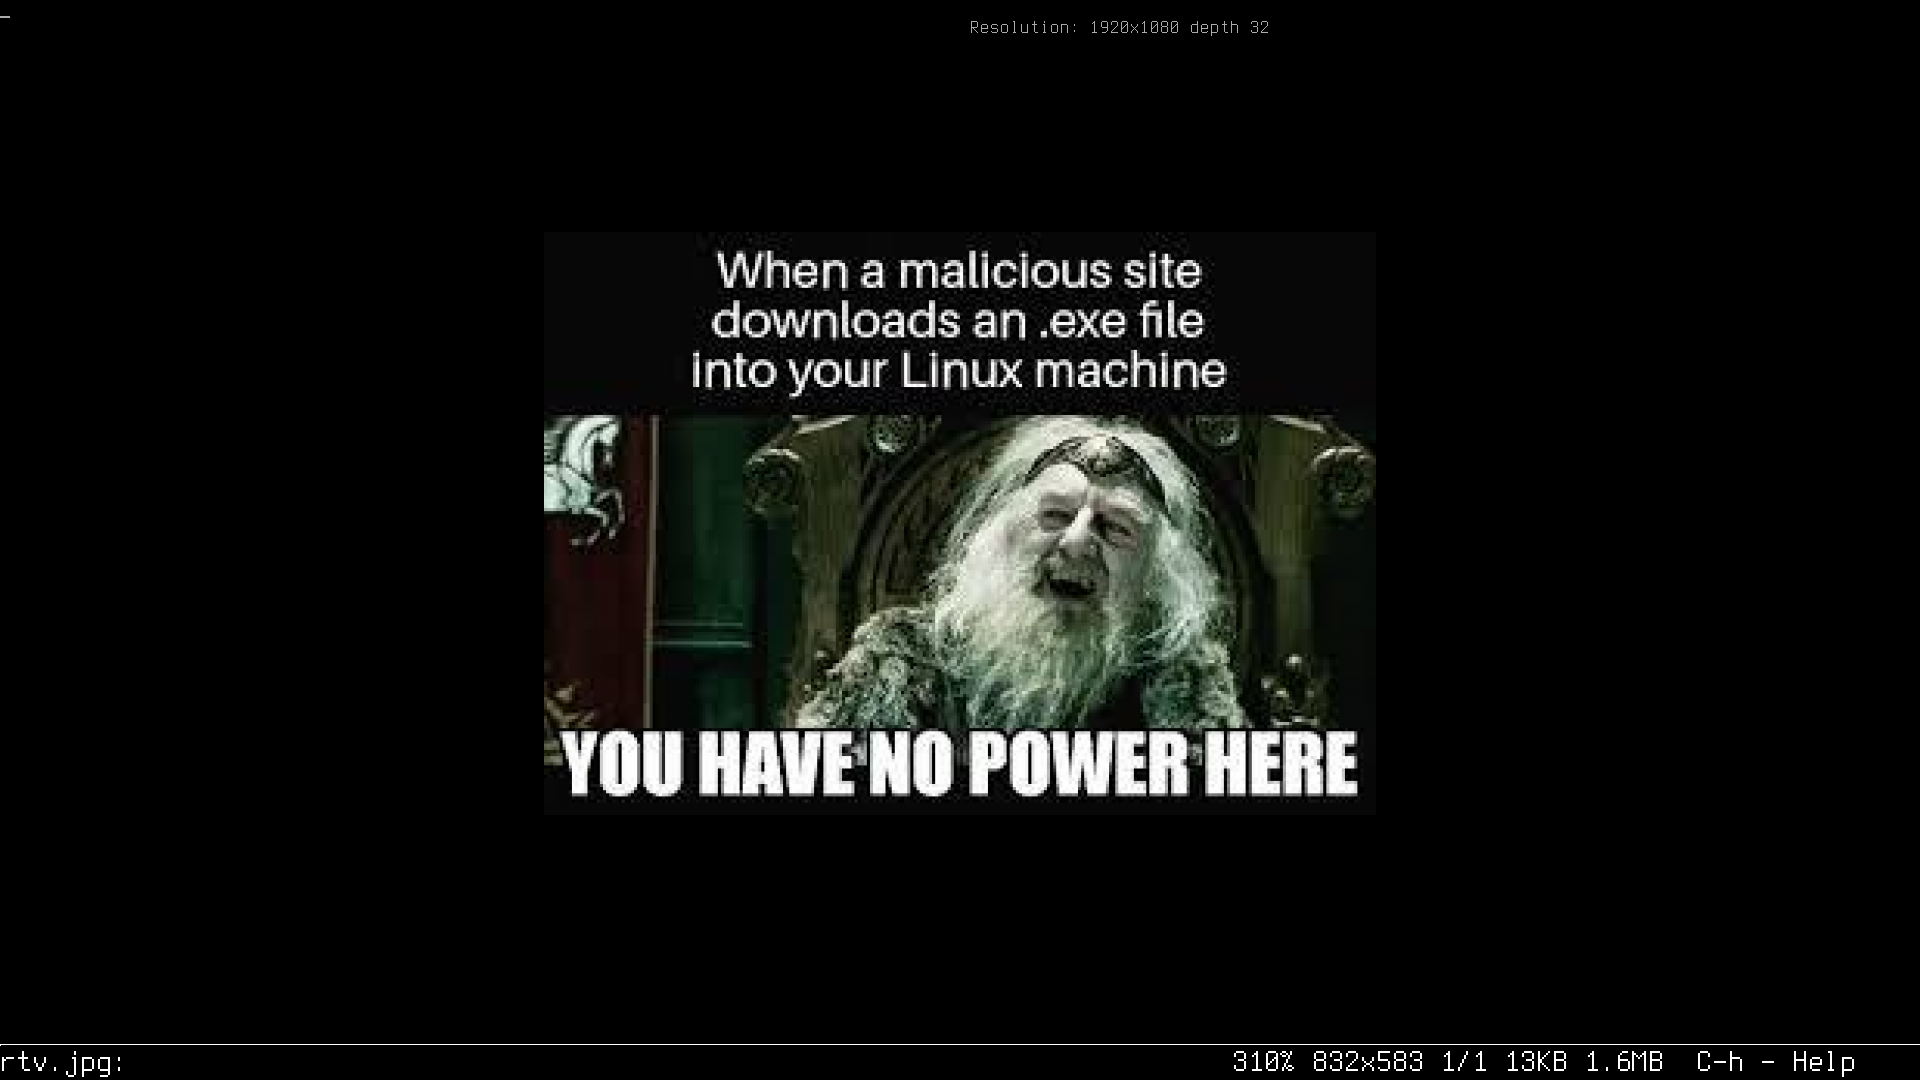 Resolution: 1920x1080 depth 32
When a malicious site
downloads an .exe file
into your Linux machine
YOU HAVE NO POWER HERE
rtv.jpg: 310% 832x583 1/1 13KB 1.6MB C-h - Help